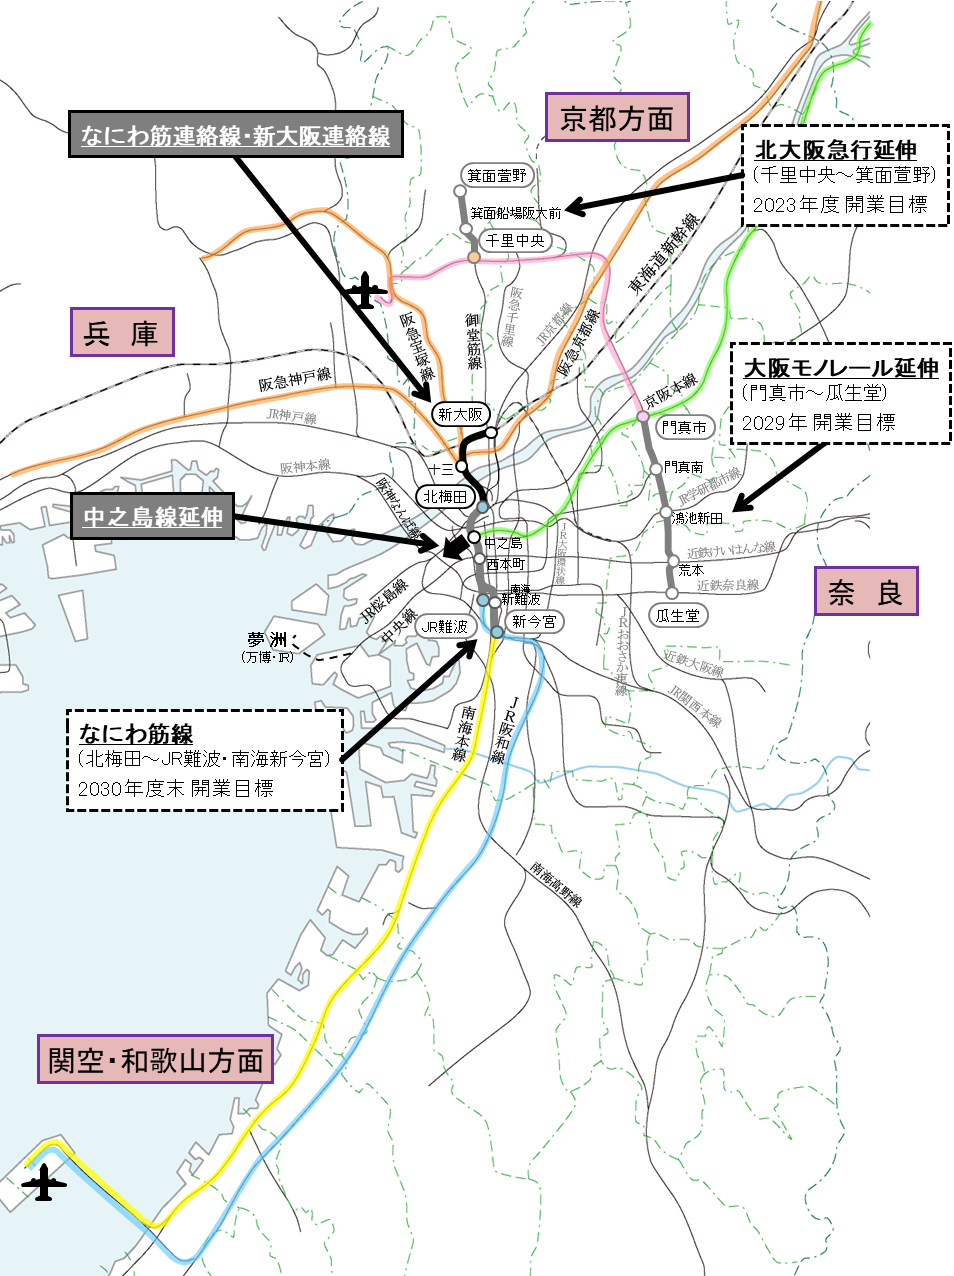 京都方面
なにわ筋連絡線・新大阪連絡線
北大阪急行延伸
(千里中央～箕面萱野)
2023年度 開業目標
箕面萱野
箕面船場阪大前
千里中央
東海道新幹線
兵 庫
阪急宝塚線
御堂筋線
阪急千里線
JR京都線
阪急京都線
阪急神戸線
JR神戸線
新大阪
京阪本線
大阪モノレール延伸
(門真市～瓜生堂)
2029年 開業目標
門真市
十三
阪神本線
門真南
JR学研都市線
北梅田
阪神なんば線
中之島線延伸
鴻池新田
中之島
JR大阪環状線
西本町
近鉄けいはんな線
荒本
奈 良
近鉄奈良線
南海
新難波
JR桜島線
中央線
JR難波
新今宮
瓜生堂
JRおおさか東線
夢洲
(万博・IR)
近鉄大阪線
JR関西本線
なにわ筋線
(北梅田～JR難波・南海新今宮)
2030年度末 開業目標
南海本線
JR阪和線
南海高野線
関空・和歌山方面